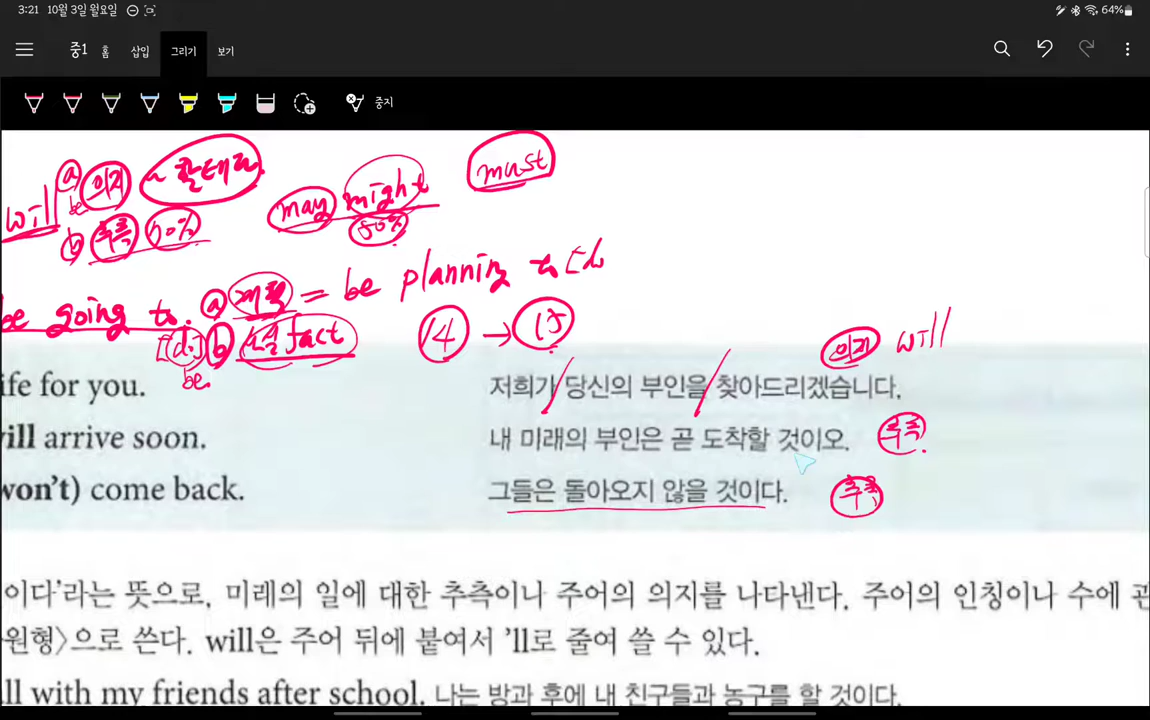 3:21 10월 3일 월요일 64%
중1 홈 삽입 그리기 보기
중지
will ⓐ 의지 ~할테다.
be
ⓑ 추측 50%
may might 50%
must
be going to. ⓐ 계획 = be planning to
ⓑ 사실 fact 14 → 15
be.
의지 will
ife for you. 저희가/당신의 부인을/찾아드리겠습니다.
vill arrive soon. 내 미래의 부인은 곧 도착할 것이오. 추측.
won't) come back. 그들은 돌아오지 않을 것이다. 추측
이다'라는 뜻으로, 미래의 일에 대한 추측이나 주어의 의지를 나타낸다. 주어의 인칭이나 수에 관
원형〉으로 쓴다. will은 주어 뒤에 붙여서 'll로 줄여 쓸 수 있다.
ll with my friends after school. 나는 방과 후에 내 친구들과 농구를 할 것이다.